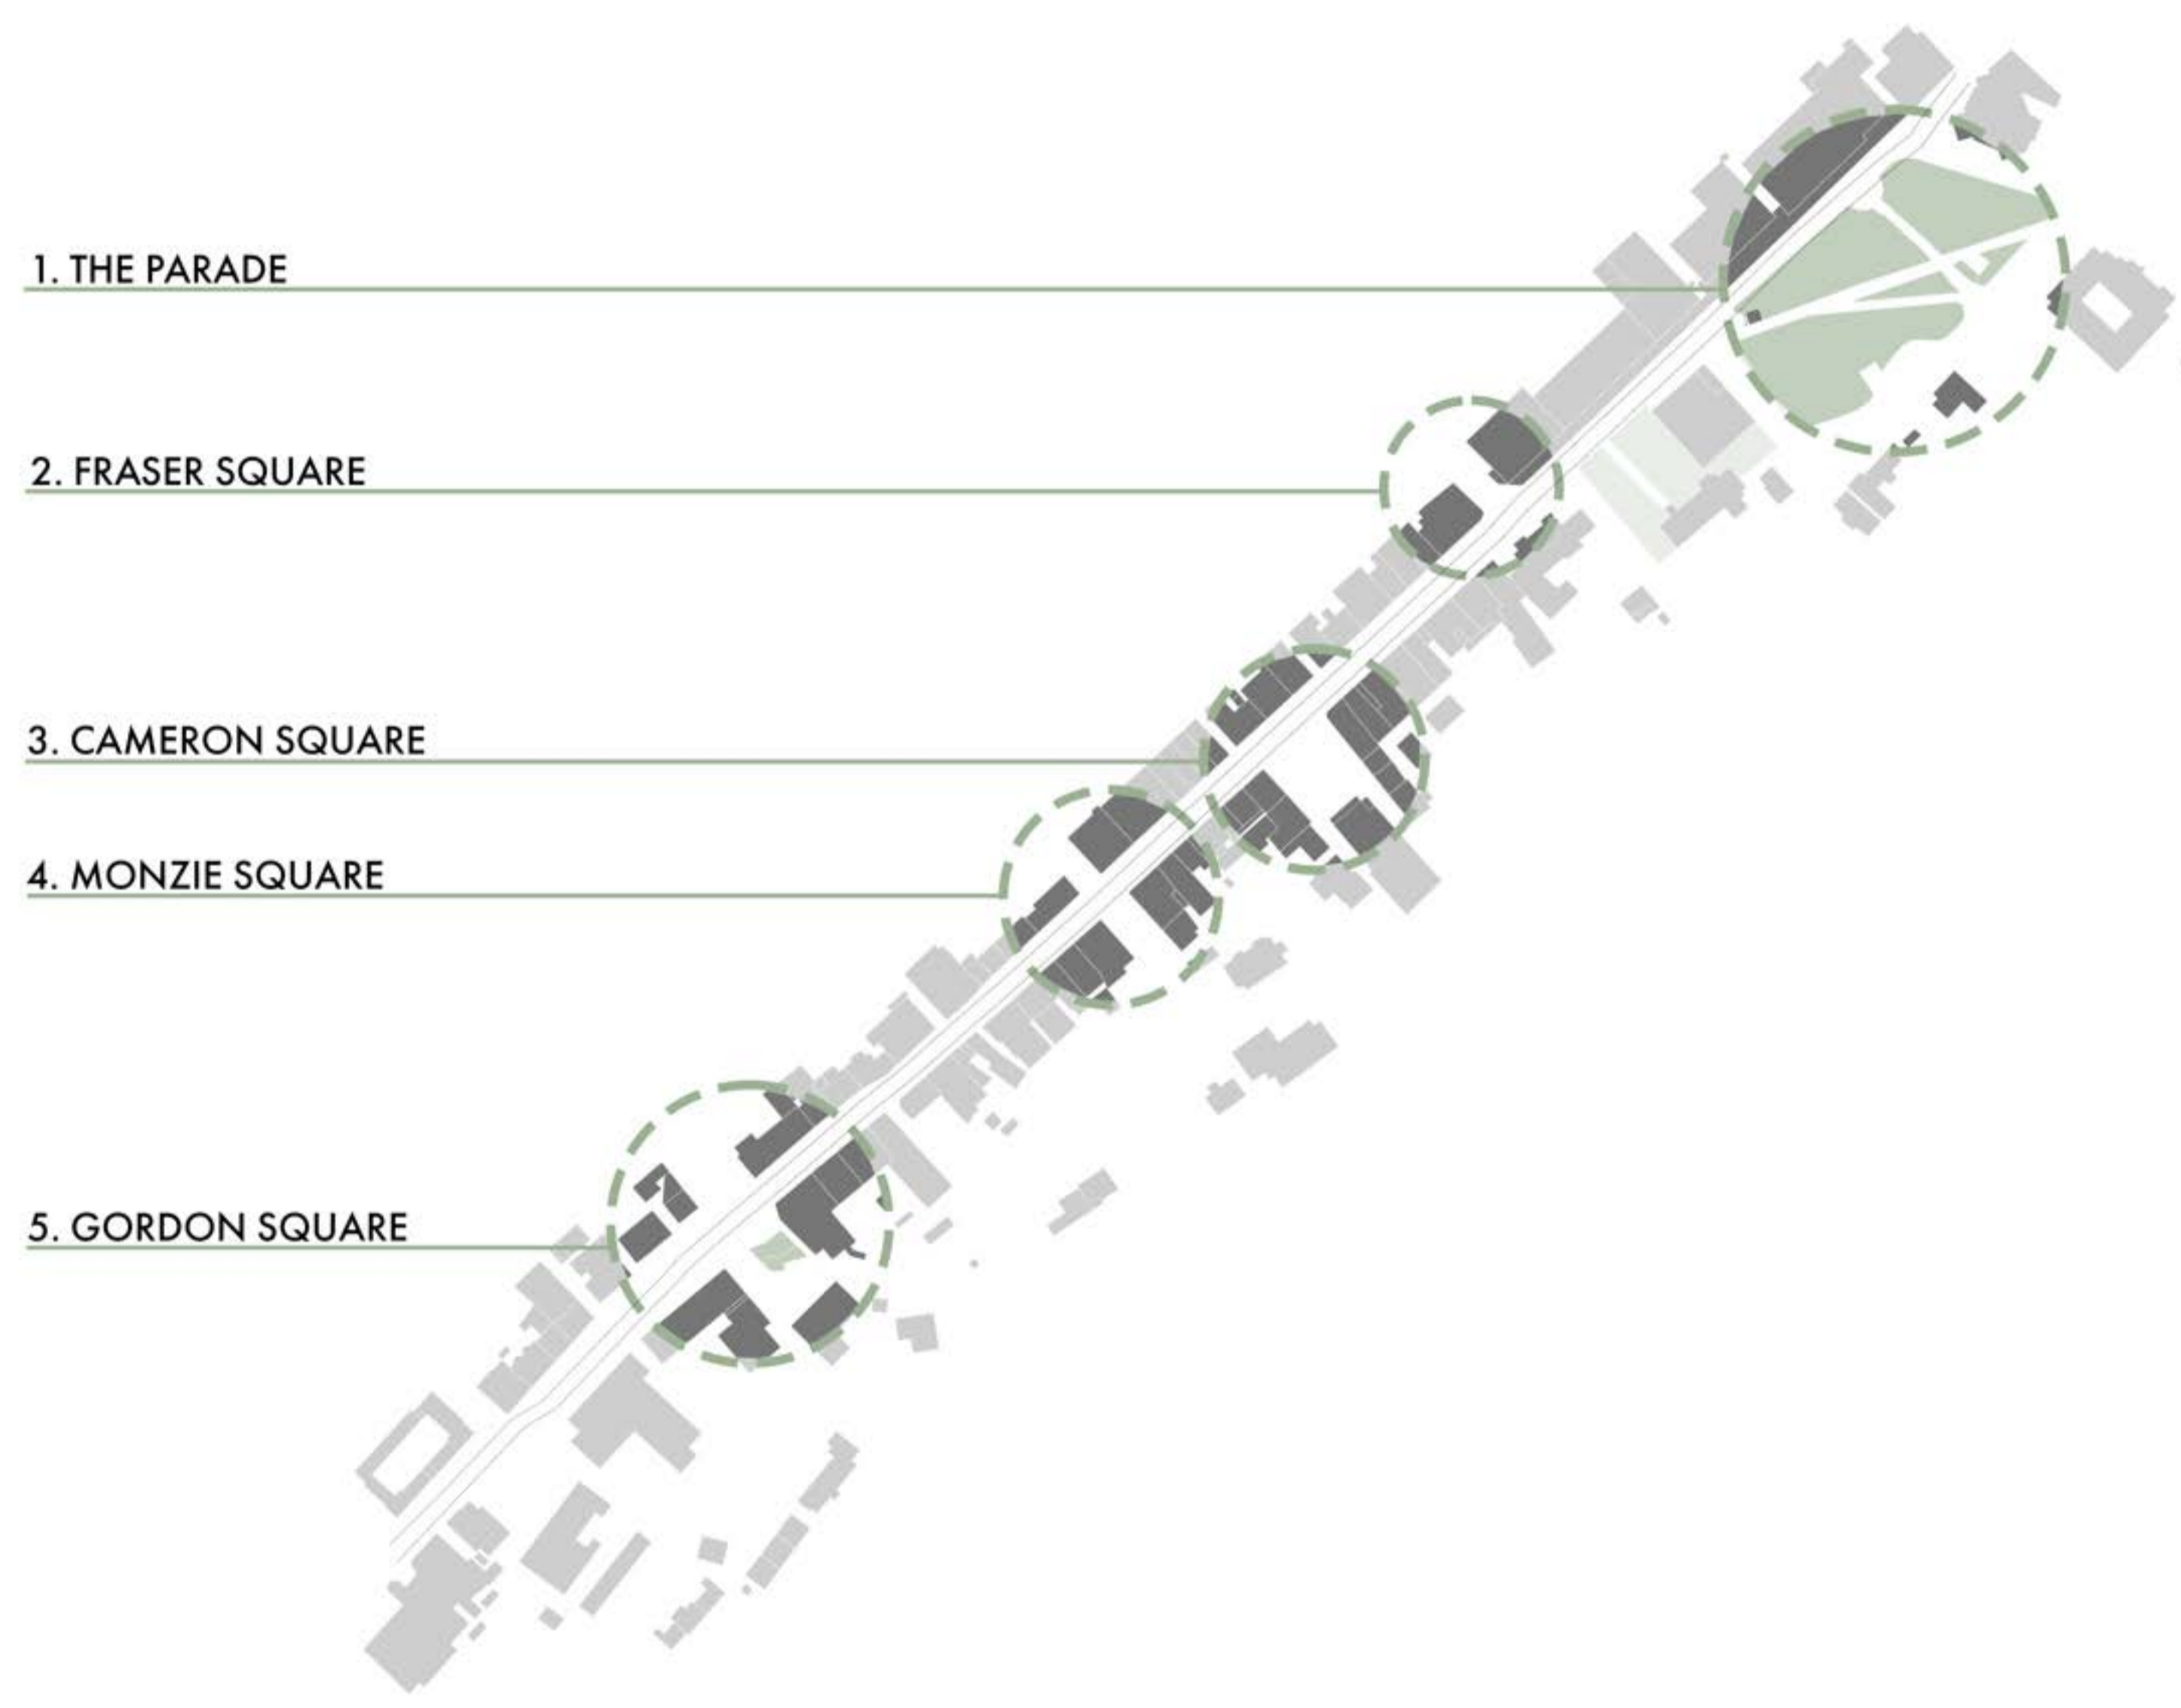 1. THE PARADE
2. FRASER SQUARE
3. CAMERON SQUARE
4. MONZIE SQUARE
5. GORDON SQUARE